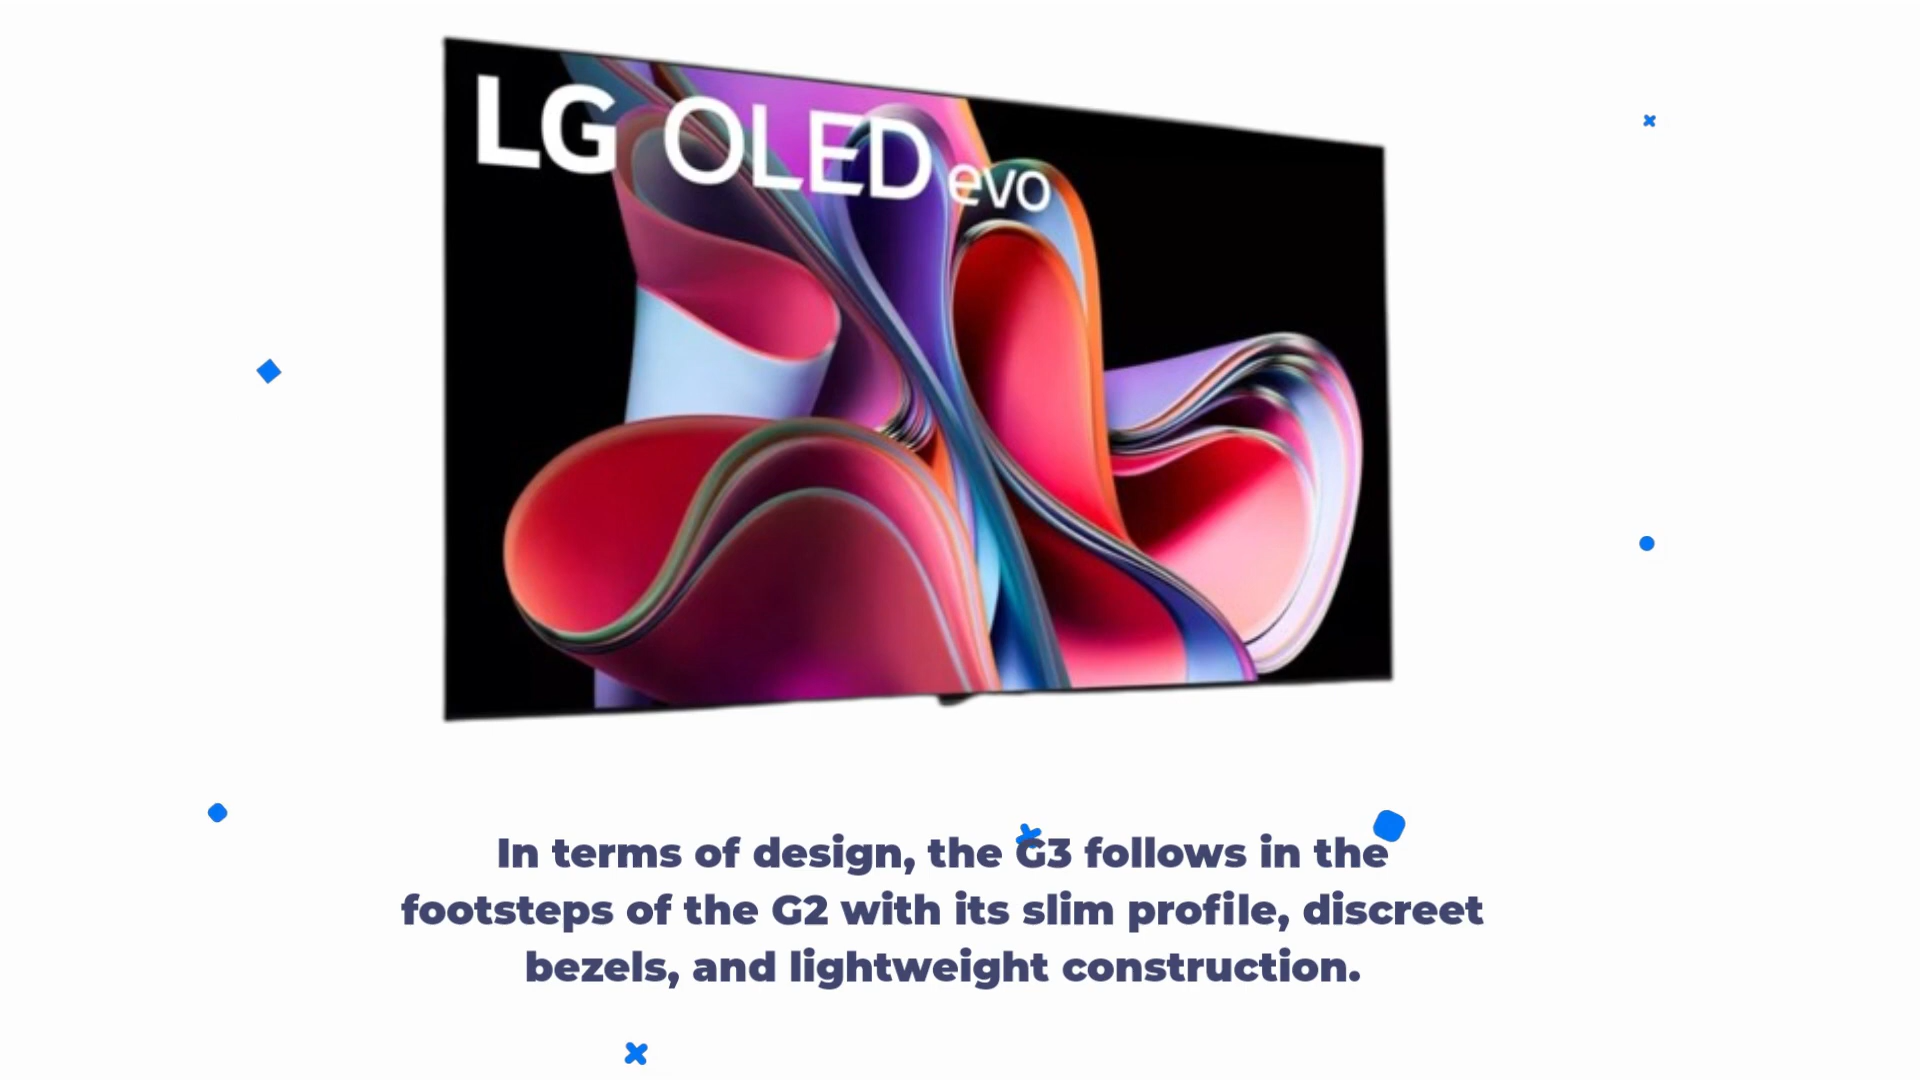 LG OLED evo
In terms of design, the G3 follows in the
footsteps of the G2 with its slim profile, discreet
bezels, and lightweight construction.